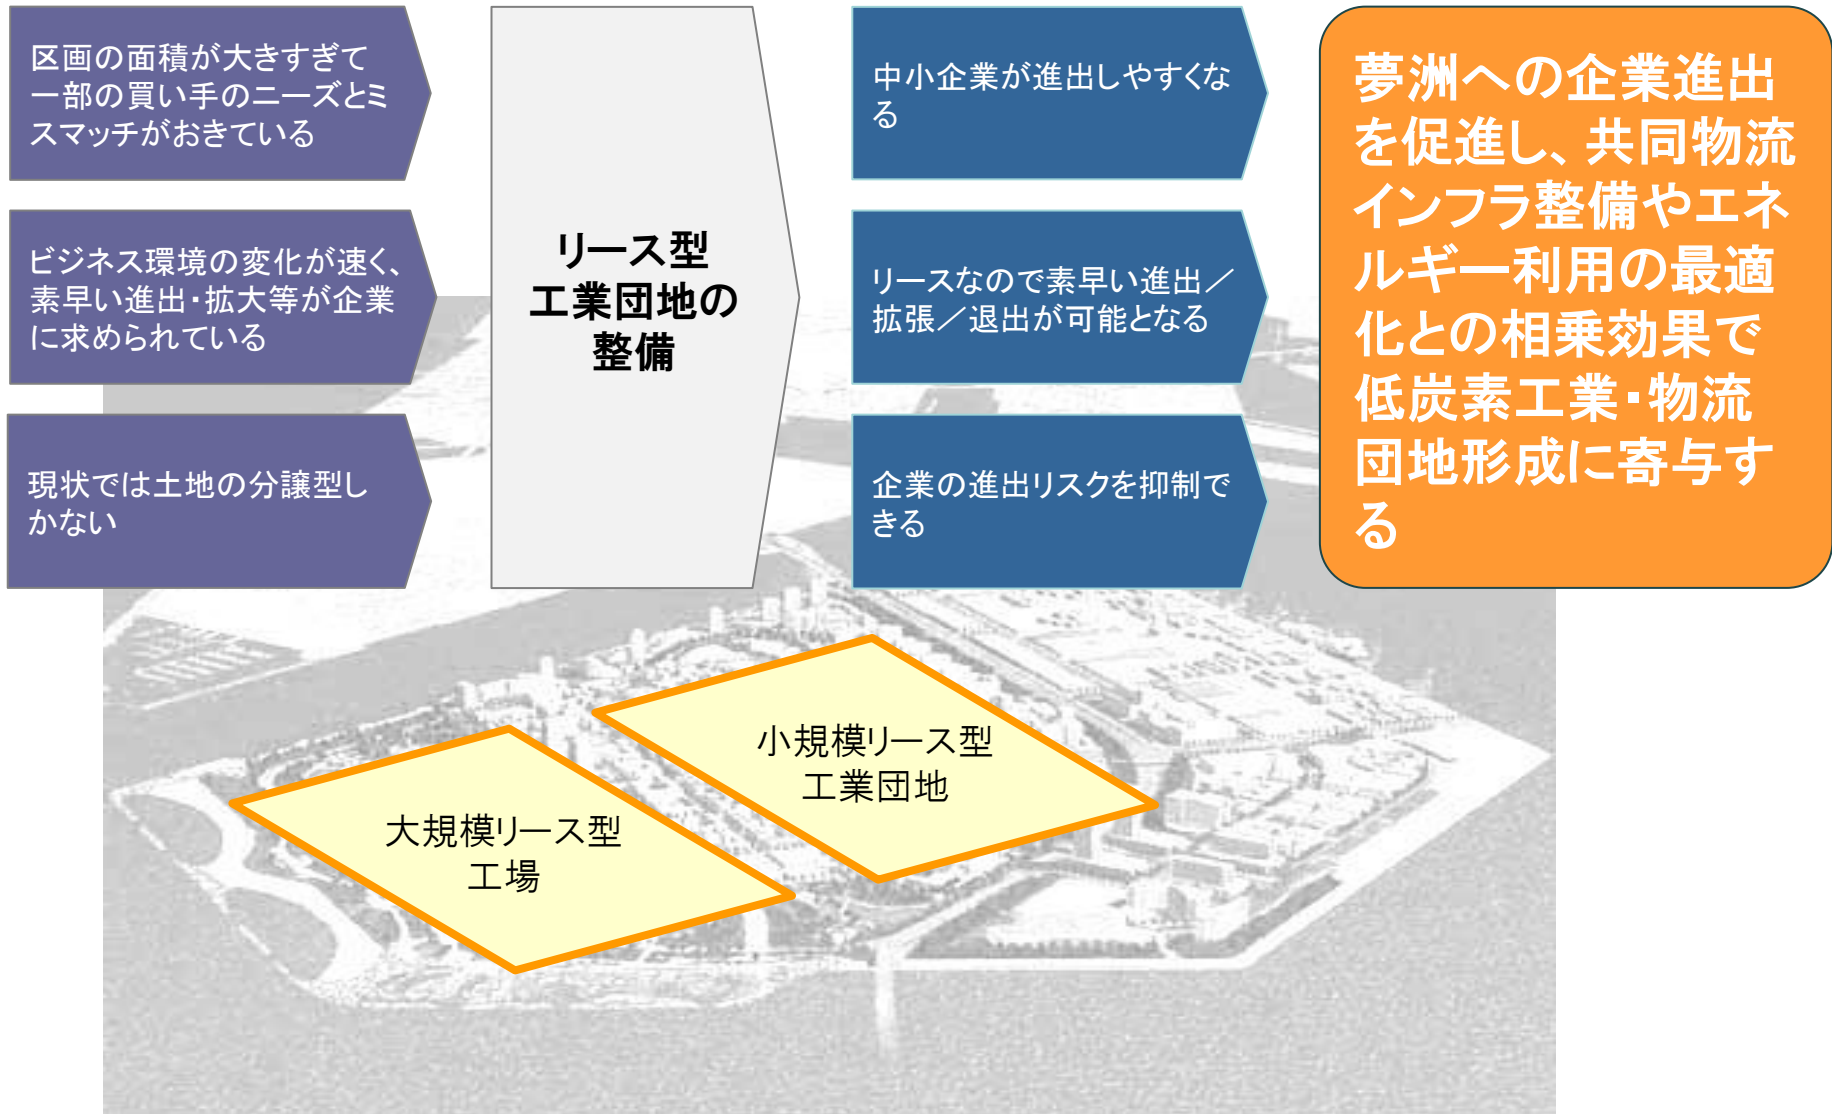 区画の面積が大きすぎて
一部の買い手のニーズとミ
スマッチがおきている
ビジネス環境の変化が速く、
素早い進出・拡大等が企業
に求められている
現状では土地の分譲型し
かない
リース型
工業団地の
整備
中小企業が進出しやすくな
る
リースなので素早い進出／
拡張／退出が可能となる
企業の進出リスクを抑制で
きる
夢洲への企業進出
を促進し、共同物流
インフラ整備やエネ
ルギー利用の最適
化との相乗効果で
低炭素工業・物流
団地形成に寄与す
る
小規模リース型
工業団地
大規模リース型
工場